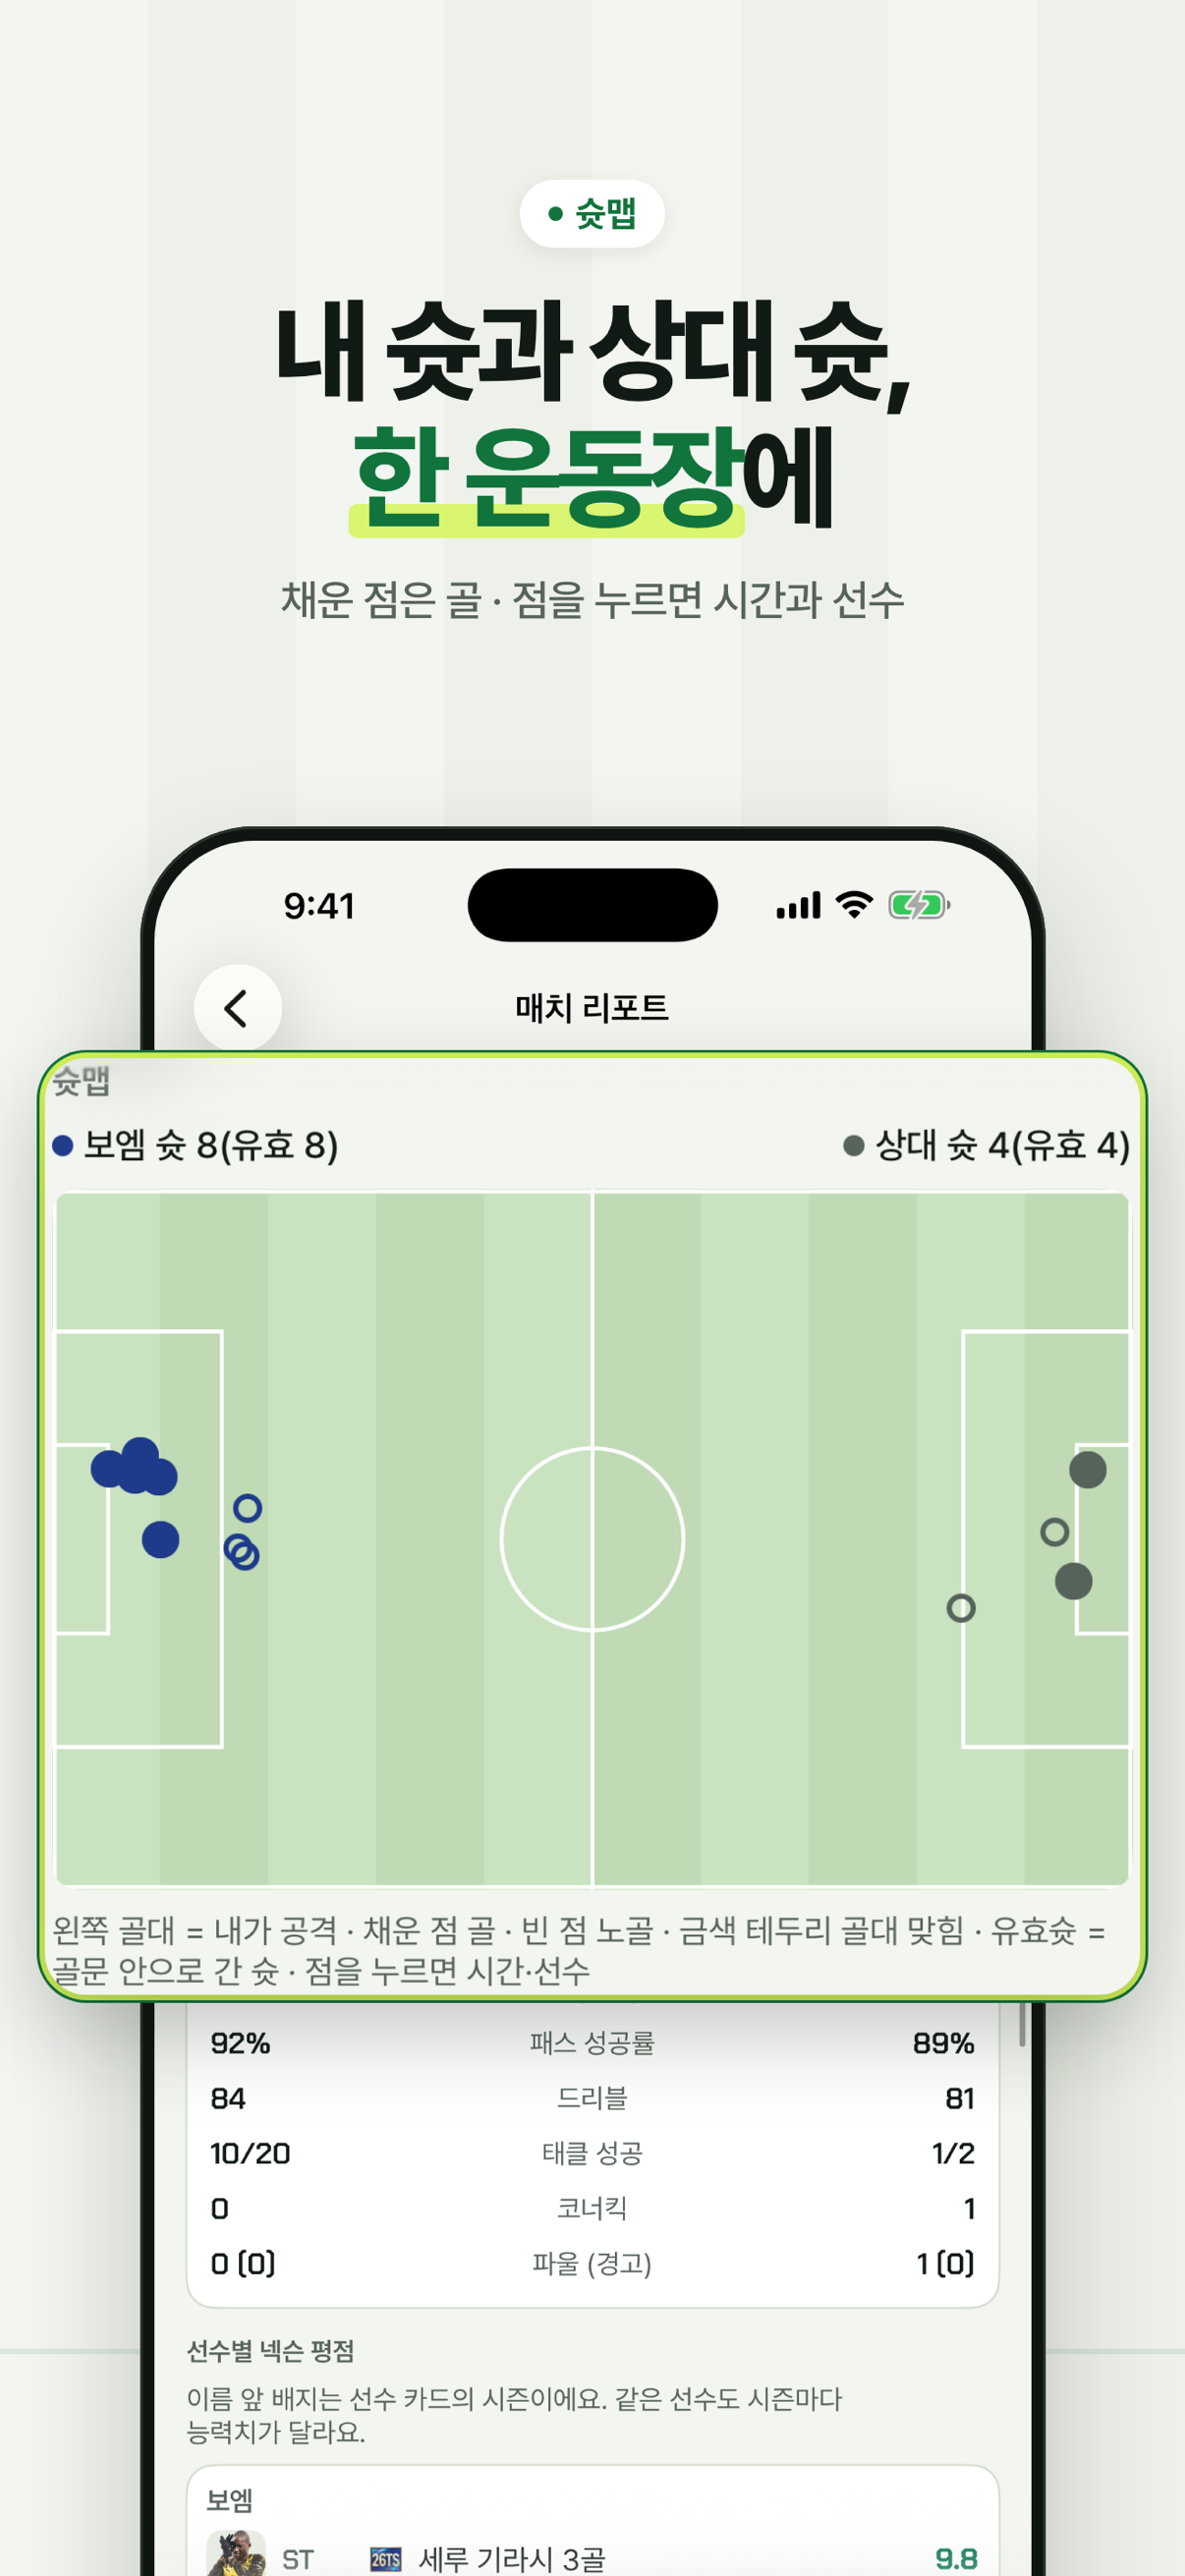 슛맵
내 슛과 상대 슛,
한 운동장에
채운 점은 골 · 점을 누르면 시간과 선수
9:41
매치 리포트
슛맵
보엠 슛 8(유효 8)
상대 슛 4(유효 4)
왼쪽 골대 = 내가 공격 · 채운 점 골 · 빈 점 노골 · 금색 테두리 골대 맞힘 · 유효슛 =
골문 안으로 간 슛 · 점을 누르면 시간·선수
92% 패스 성공률 89%
84 드리블 81
10/20 태클 성공 1/2
0 코너킥 1
0 (0) 파울 (경고) 1 (0)
선수별 넥슨 평점
이름 앞 배지는 선수 카드의 시즌이에요. 같은 선수도 시즌마다
능력치가 달라요.
보엠
ST 26TS 세루 기라시 3골 9.8